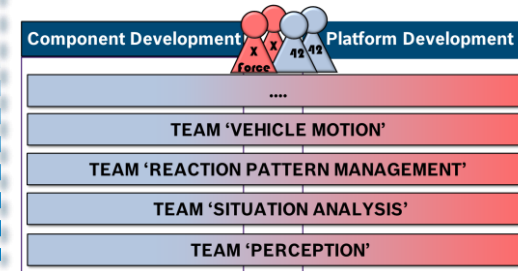 Component Development
Platform Development
X
X
Force
42
42
....
TEAM ‘VEHICLE MOTION’
TEAM ‘REACTION PATTERN MANAGEMENT’
TEAM ‘SITUATION ANALYSIS’
TEAM ‘PERCEPTION’